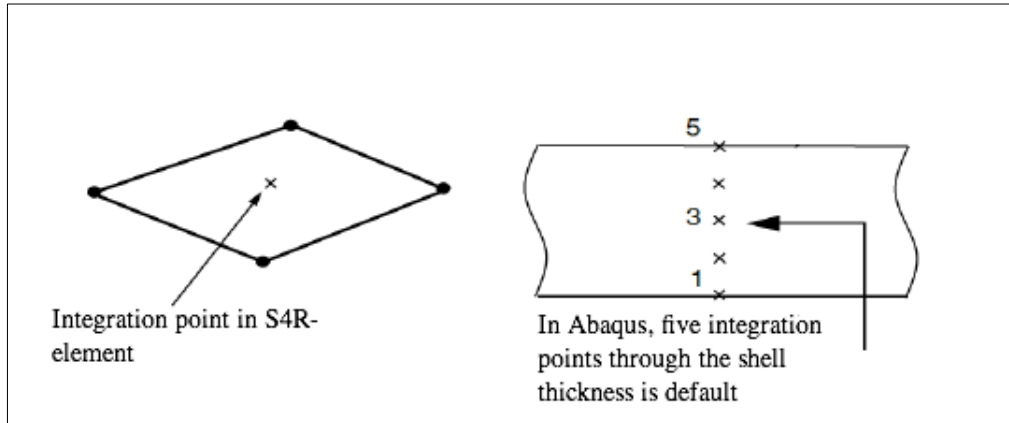 Integration point in S4R-
element
5
3
1
In Abaqus, five integration
points through the shell
thickness is default